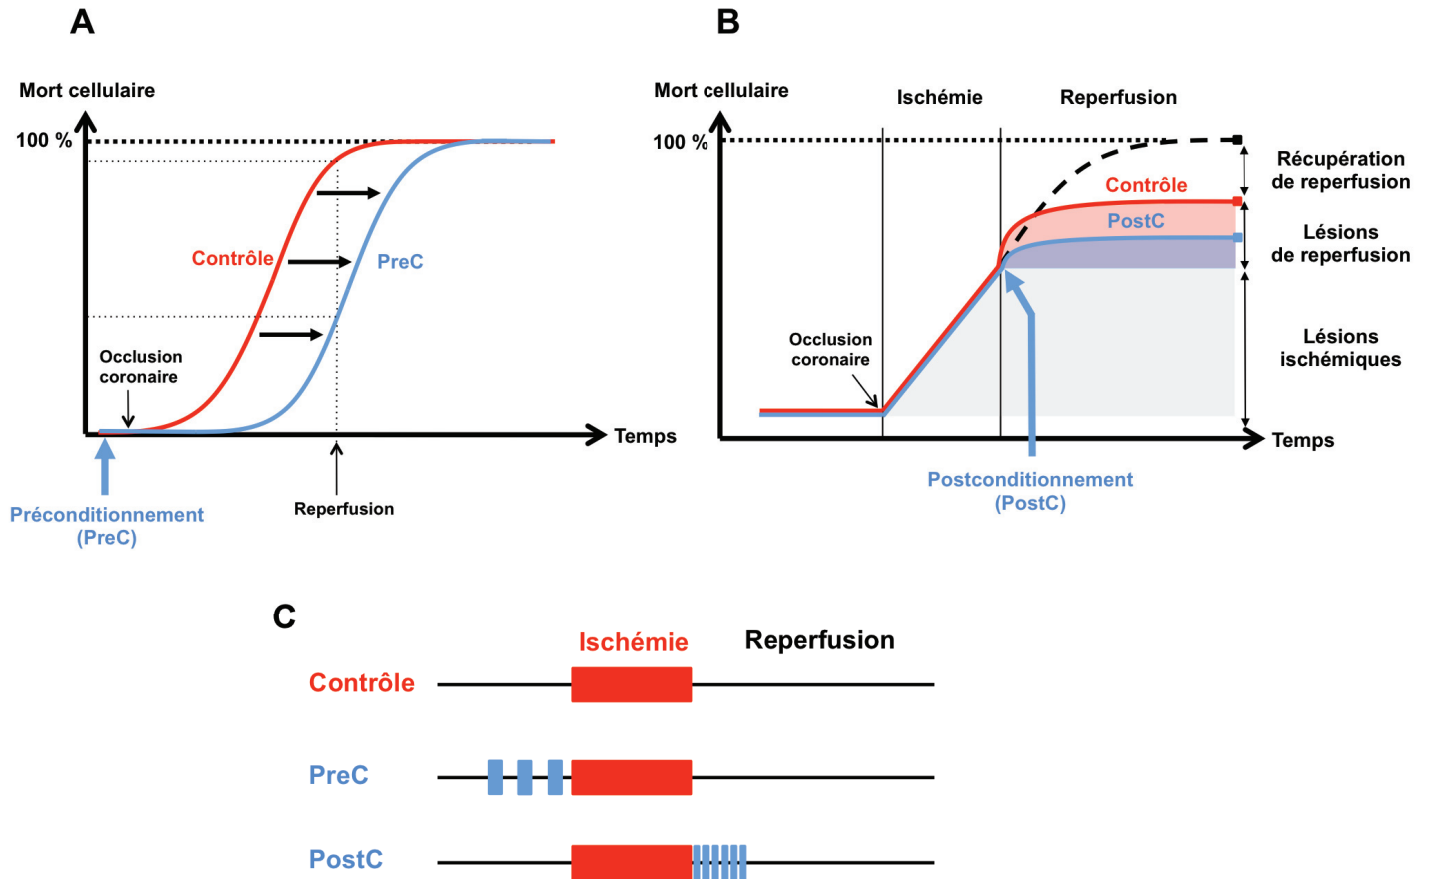 A
Mort cellulaire
100 %
Contrôle
PreC
Occlusion
coronaire
Temps
Reperfusion
Préconditionnement
(PreC)
B
Mort cellulaire
Ischémie
Reperfusion
100 %
Récupération
de reperfusion
Contrôle
PostC
Lésions
de reperfusion
Occlusion
coronaire
Lésions
ischémiques
Temps
Postconditionnement
(PostC)
C
Ischémie
Reperfusion
Contrôle
PreC
PostC